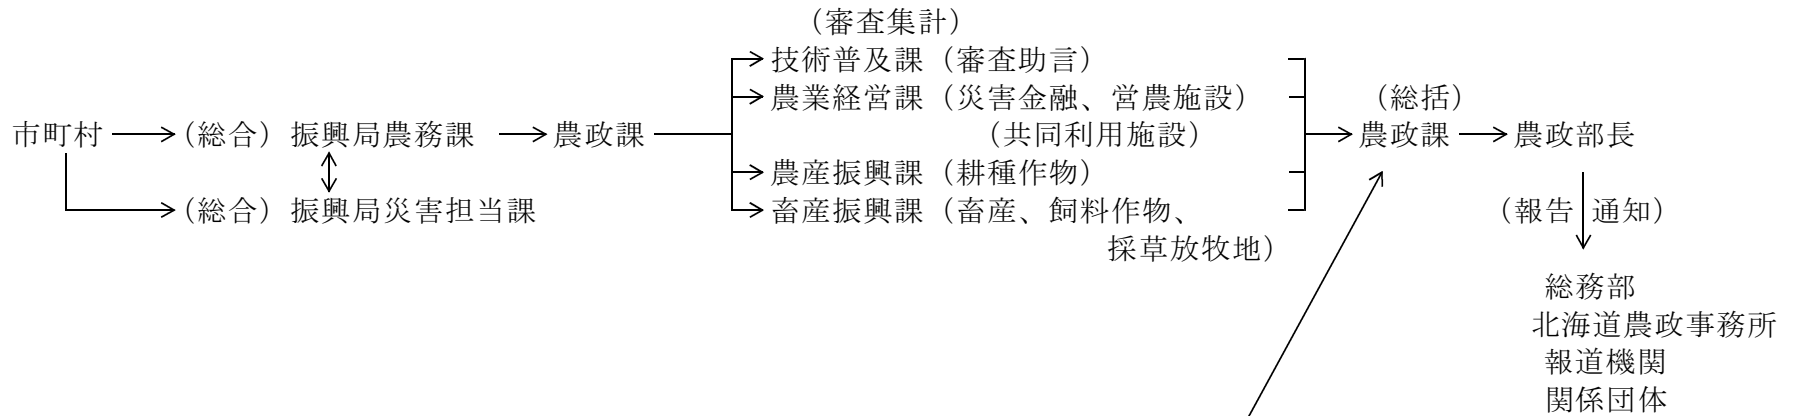 （審査集計）
技術普及課（審査助言）
農業経営課（災害金融、営農施設）
（総括）
市町村
（総合）振興局農務課
農政課
（共同利用施設）
農政課
農政部長
農産振興課（耕種作物）
（総合）振興局災害担当課
畜産振興課（畜産、飼料作物、
（報告 通知）
採草放牧地）
総務部
北海道農政事務所
報道機関
関係団体